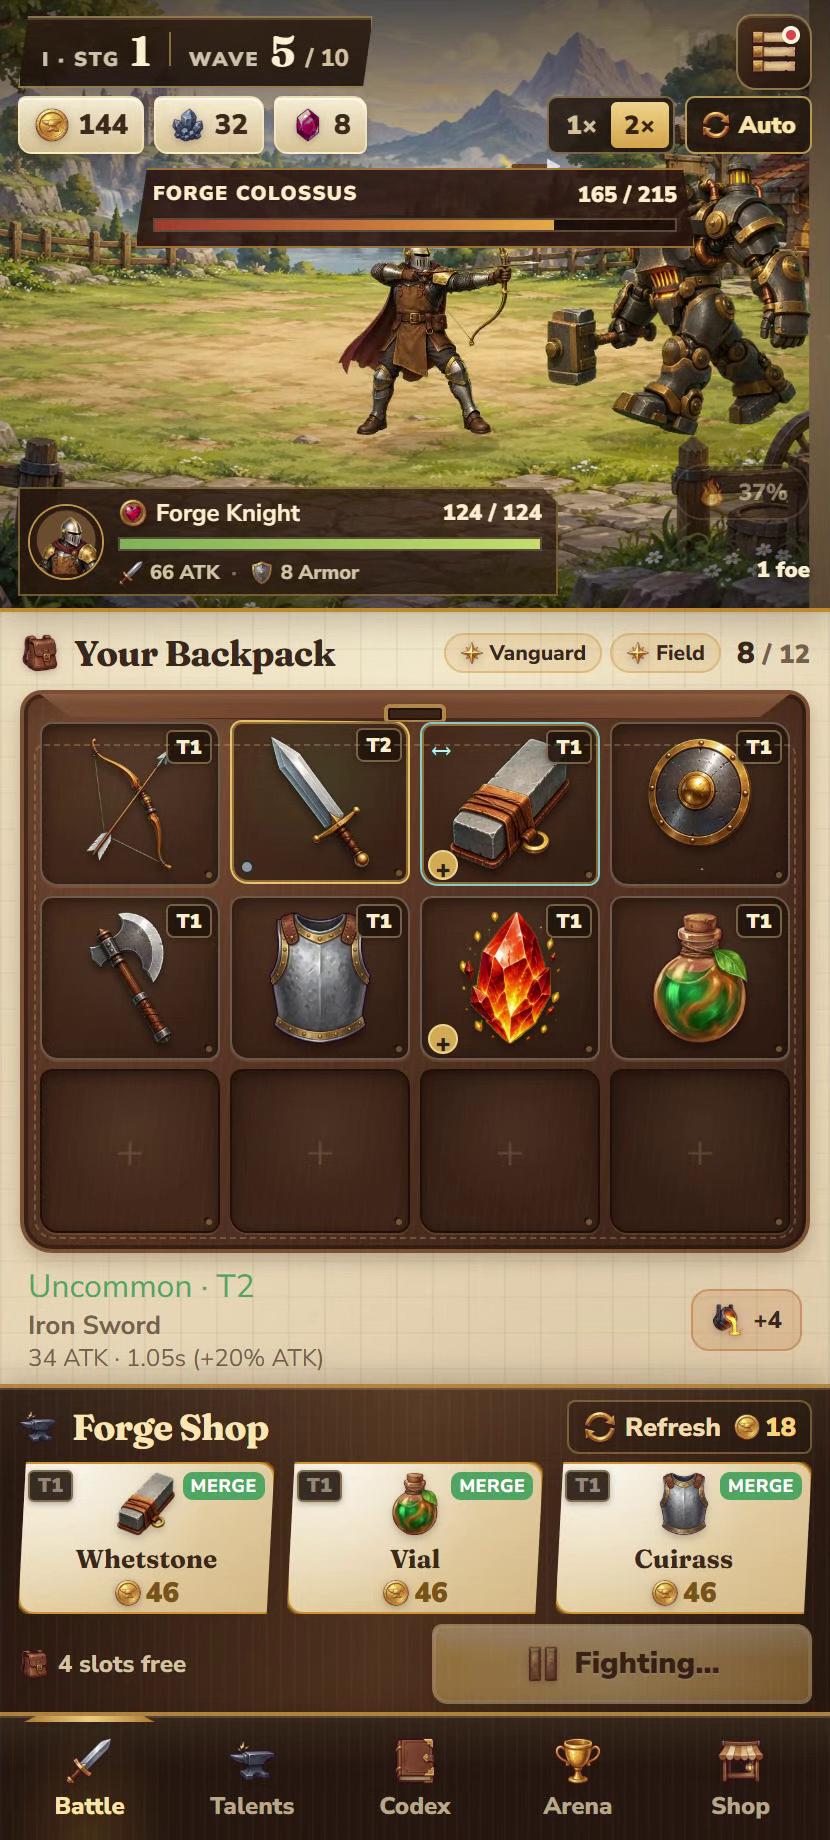 I · STG 1 WAVE 5 / 10
144 32 8 1× 2× Auto
FORGE COLOSSUS 165 / 215
37%
Forge Knight 124 / 124
66 ATK · 8 Armor
1 foe
Your Backpack Vanguard Field 8 / 12
T1 T2 T1 T1
T1 T1 T1 T1
Uncommon · T2
Iron Sword
34 ATK · 1.05s (+20% ATK)
+4
Forge Shop Refresh 18
T1 MERGE T1 MERGE T1 MERGE
Whetstone Vial Cuirass
46 46 46
4 slots free Fighting...
Battle Talents Codex Arena Shop